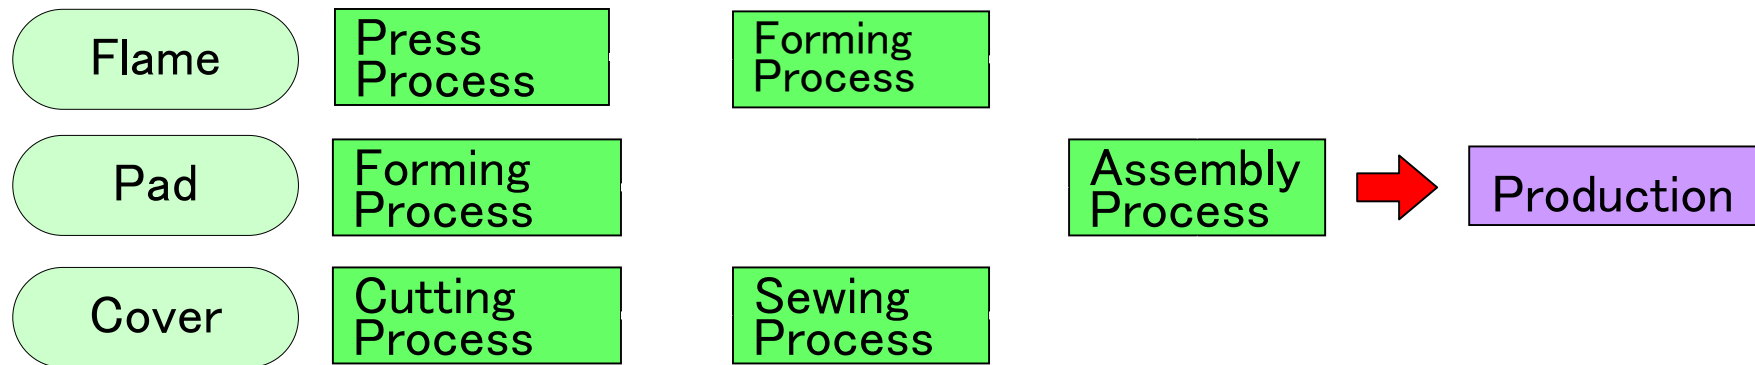 Flame
Press
Process
Forming
Process
Pad
Forming
Process
Assembly
Process
Production
Cover
Cutting
Process
Sewing
Process